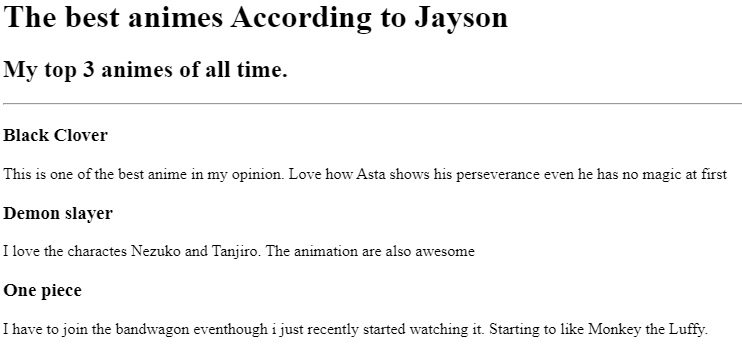 The best animes According to Jayson
My top 3 animes of all time.
Black Clover
This is one of the best anime in my opinion. Love how Asta shows his perseverance even he has no magic at first
Demon slayer
I love the charactes Nezuko and Tanjiro. The animation are also awesome
One piece
I have to join the bandwagon eventhough i just recently started watching it. Starting to like Monkey the Luffy.